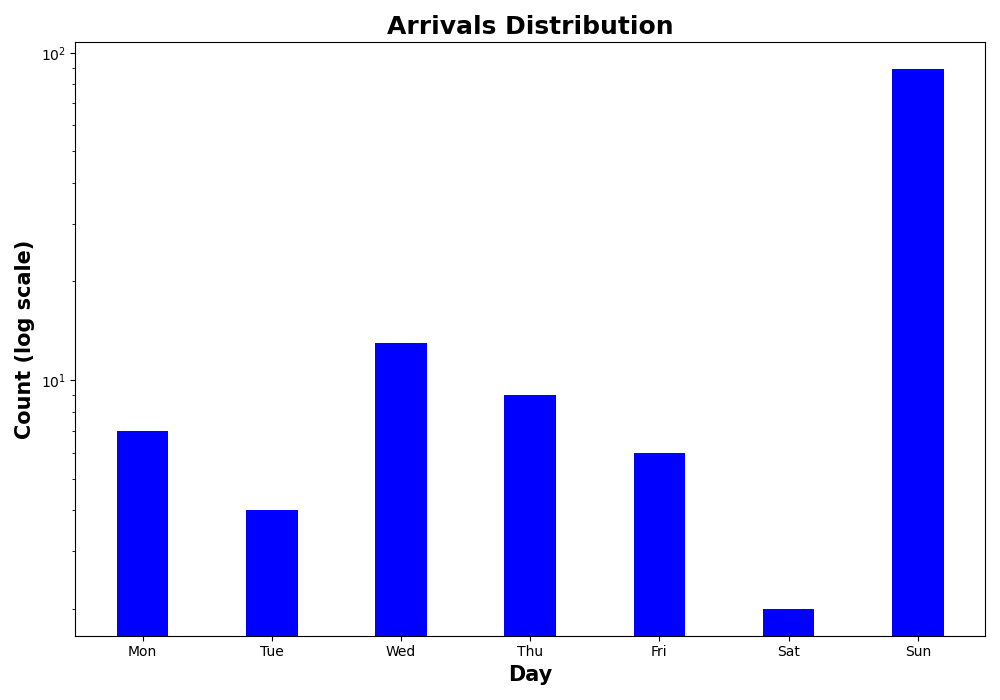 Arrivals Distribution
Count (log scale)
10²
10¹
Mon Tue Wed Thu Fri Sat Sun
Day